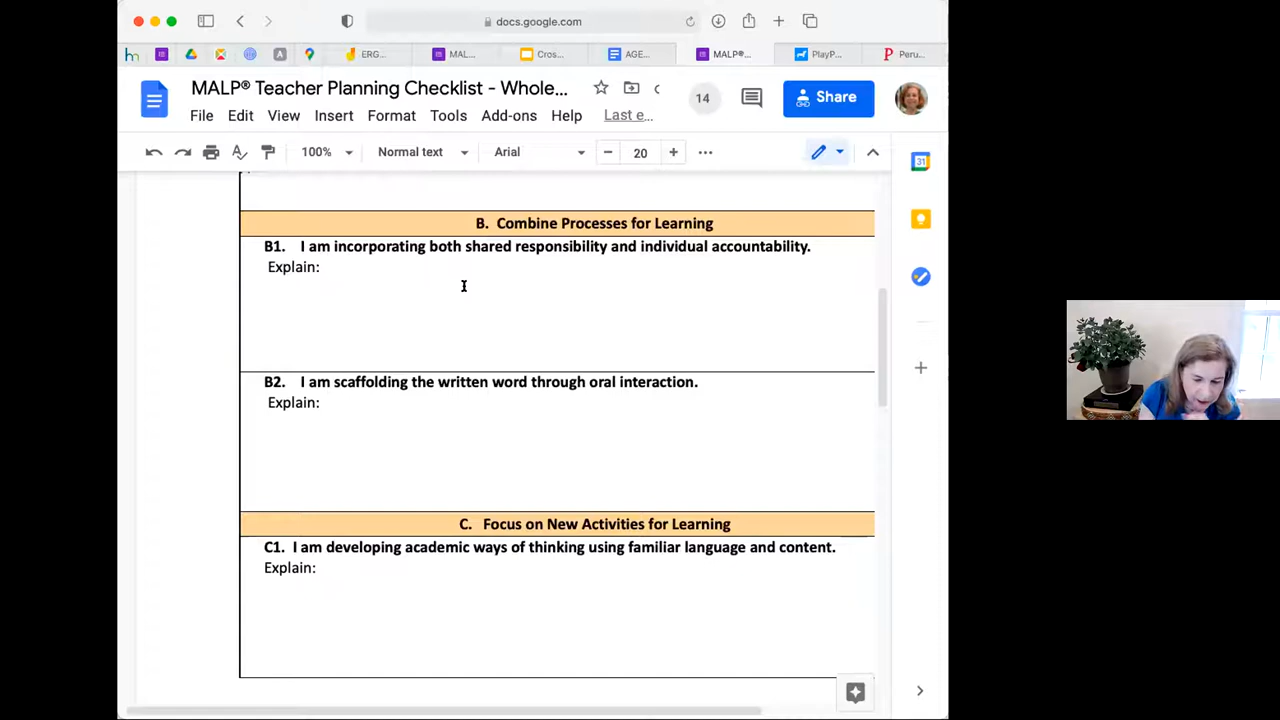 docs.google.com
ERG...
MAL...
Cros...
AGE...
MALP®...
PlayP...
Peru...
MALP® Teacher Planning Checklist - Whole...
14
Share
File Edit View Insert Format Tools Add-ons Help Last e...
100% Normal text Arial 20
31
B. Combine Processes for Learning
B1. I am incorporating both shared responsibility and individual accountability.
Explain:
B2. I am scaffolding the written word through oral interaction.
Explain:
C. Focus on New Activities for Learning
C1. I am developing academic ways of thinking using familiar language and content.
Explain: